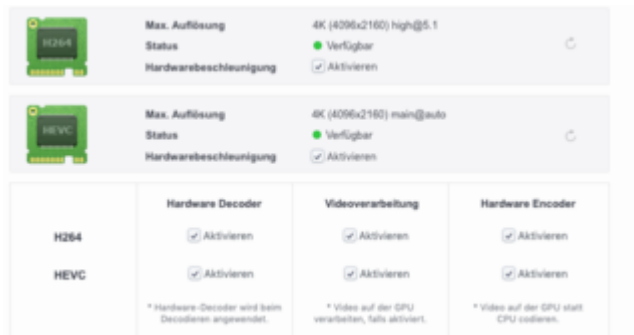 H264
Max. Auflösung 4K (4096x2160) high@5.1
Status Verfügbar
Hardwarebeschleunigung Aktivieren
HEVC
Max. Auflösung 4K (4096x2160) main@auto
Status Verfügbar
Hardwarebeschleunigung Aktivieren
Hardware Decoder Videoverarbeitung Hardware Encoder
H264 Aktivieren Aktivieren Aktivieren
HEVC Aktivieren Aktivieren Aktivieren
* Hardware-Decoder wird beim * Video auf der GPU * Video auf der GPU statt
Decodieren angewendet. verarbeiten, falls aktiviert. CPU codieren.